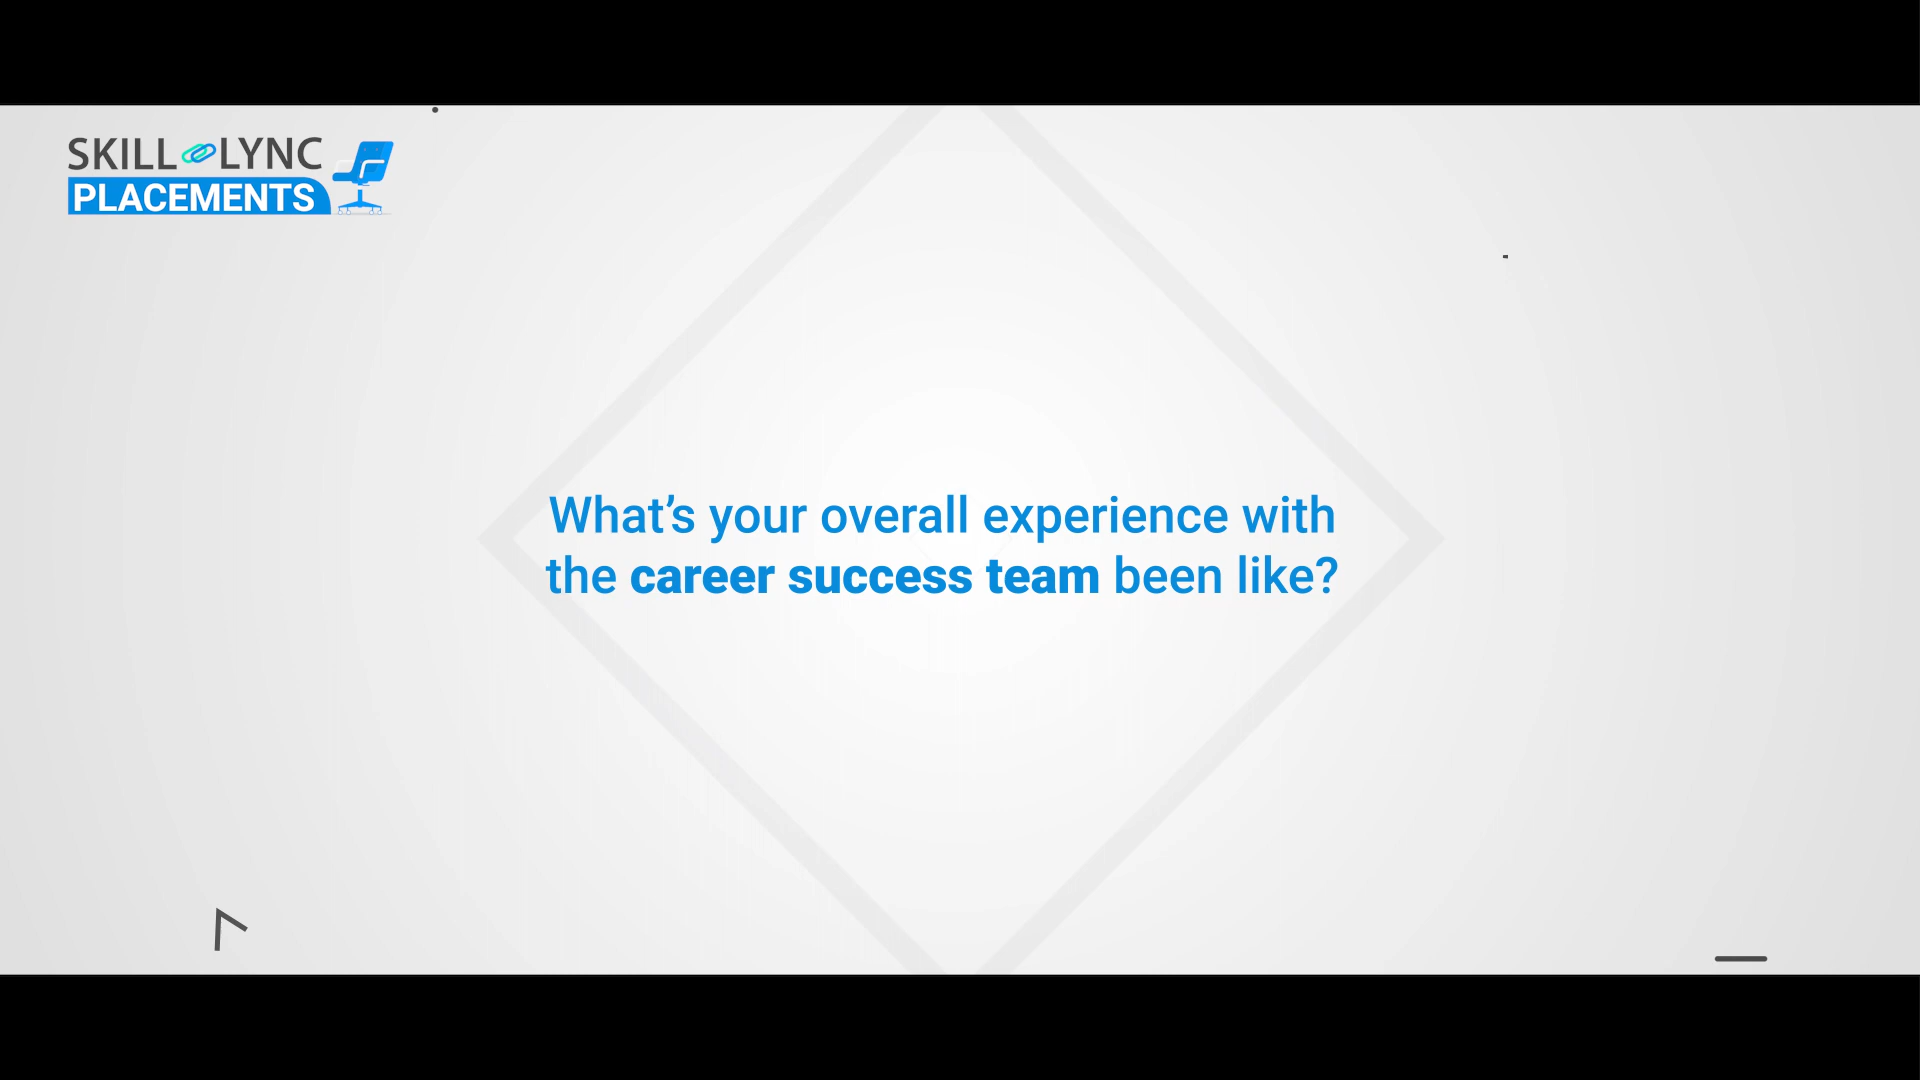 SKILL LYNC
PLACEMENTS
What’s your overall experience with
the career success team been like?